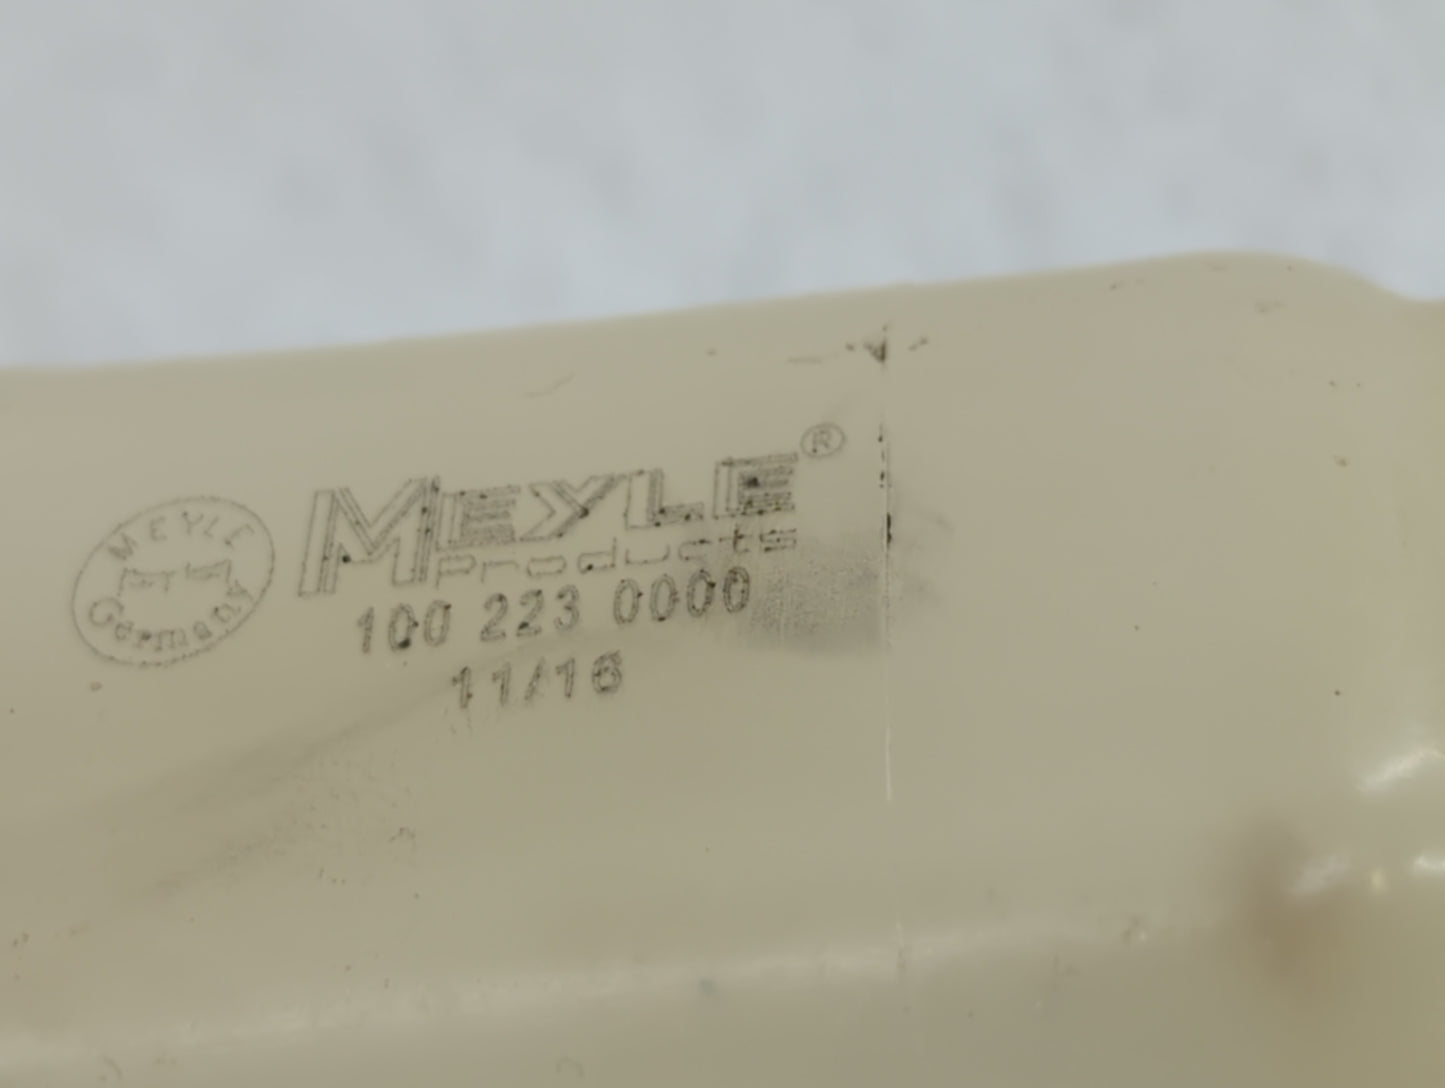 MEYLE
Germany
MEYLE®
Products
100 223 0000
11/16